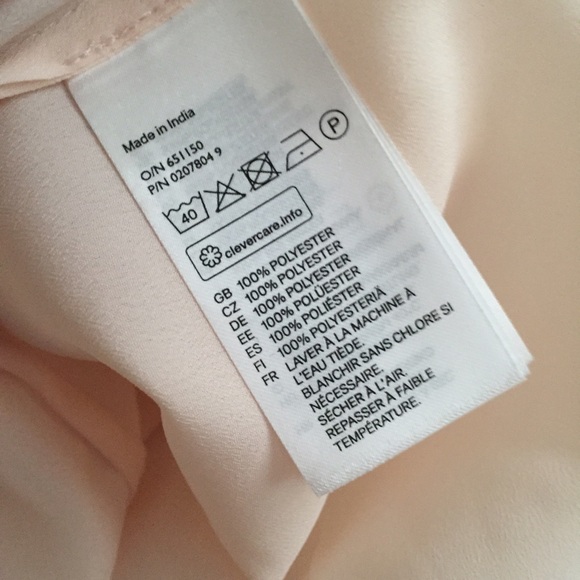 Made in India
O/N 651150
P/N 0207804 9
40
P
clevercare.info
GB 100% POLYESTER
CZ 100% POLYESTER
DE 100% POLYESTER
EE 100% POLÜESTER
ES 100% POLIÉSTER
FI 100% POLYESTERIÄ
FR LAVER À LA MACHINE À
L'EAU TIÈDE.
BLANCHIR SANS CHLORE SI
NÉCESSAIRE.
SÉCHER À L'AIR.
REPASSER À FAIBLE
TEMPÉRATURE.